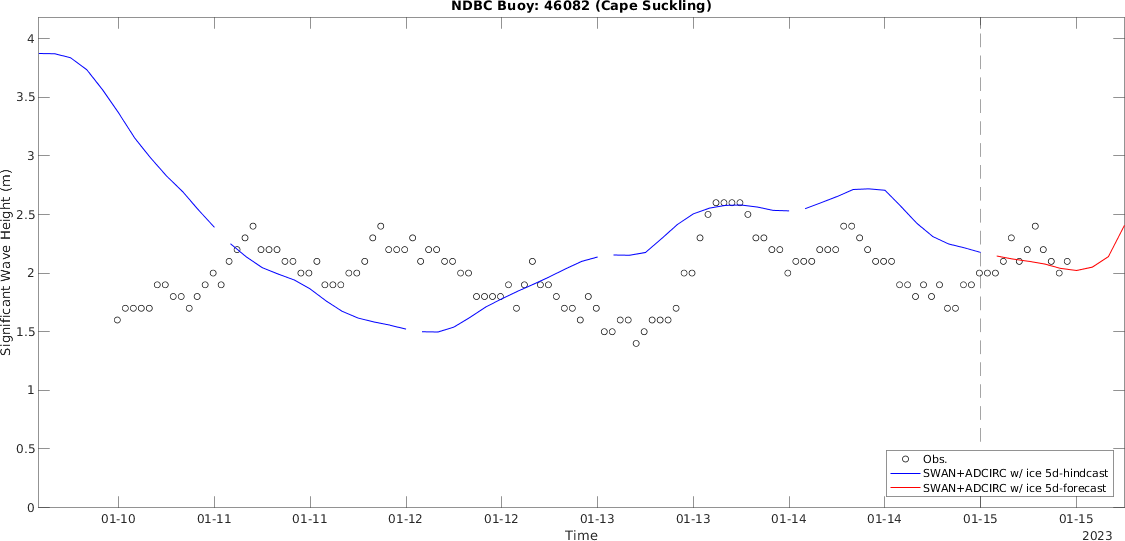 NDBC Buoy: 46082 (Cape Suckling)
4
3.5
3
2.5
2
1.5
1
0.5
0
Significant Wave Height (m)
Obs.
SWAN+ADCIRC w/ ice 5d-hindcast
SWAN+ADCIRC w/ ice 5d-forecast
01-10 01-11 01-11 01-12 01-12 01-13 01-13 01-14 01-14 01-15 01-15
Time
2023